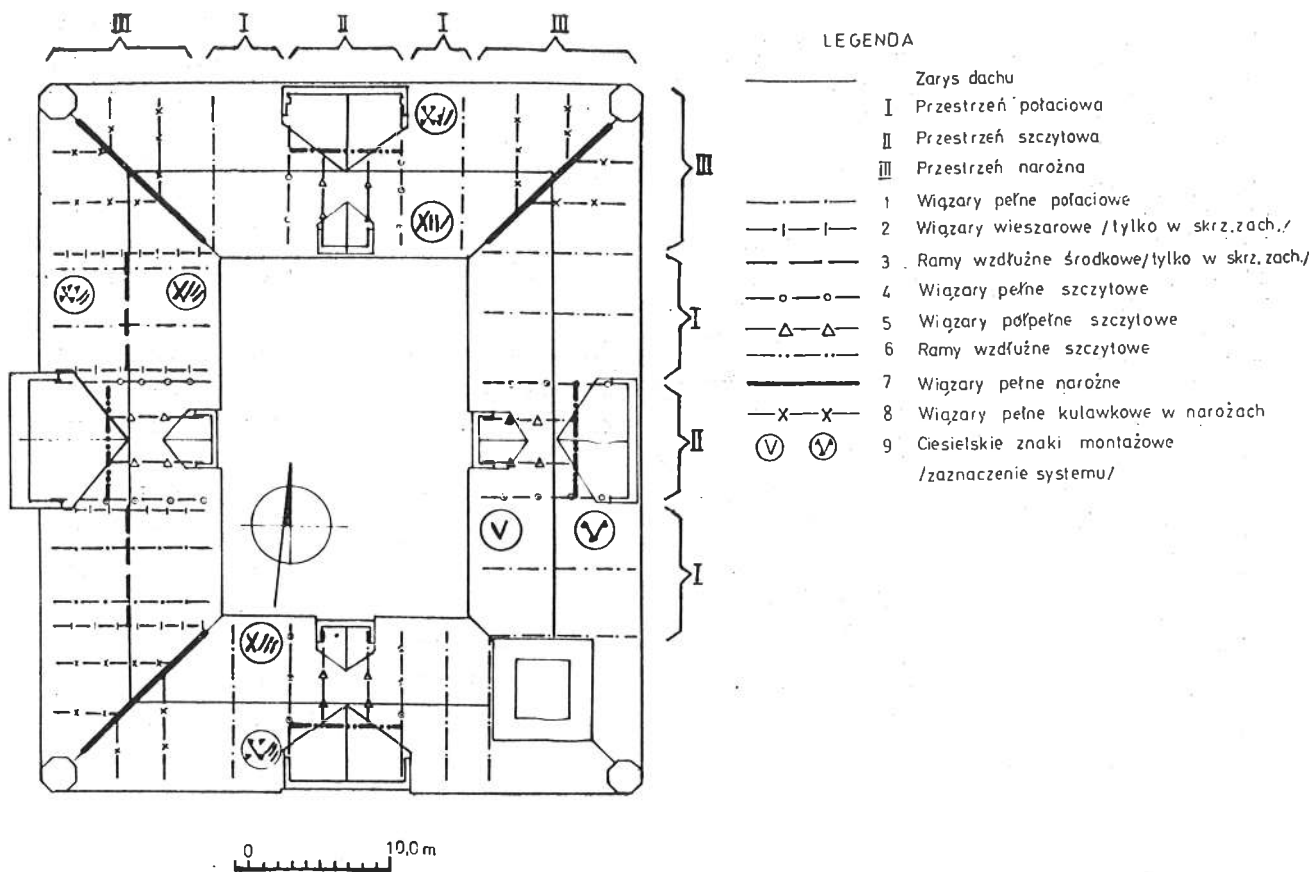 III I II I III
LEGENDA
Zarys dachu
I Przestrzeń połaciowa
II Przestrzeń szczytowa
III Przestrzeń narożna
1 Wiązary pełne połaciowe
2 Wiązary wieszarowe /tylko w skrz.zach./
3 Ramy wzdłużne środkowe/tylko w skrz.zach./
4 Wiązary pełne szczytowe
5 Wiązary półpełne szczytowe
6 Ramy wzdłużne szczytowe
7 Wiązary pełne narożne
8 Wiązary pełne kulawkowe w narożach
V V 9 Ciesielskie znaki montażowe
/zaznaczenie systemu/
III
I
II
I
XII/
XIII
V V
XIII
0 10,0 m